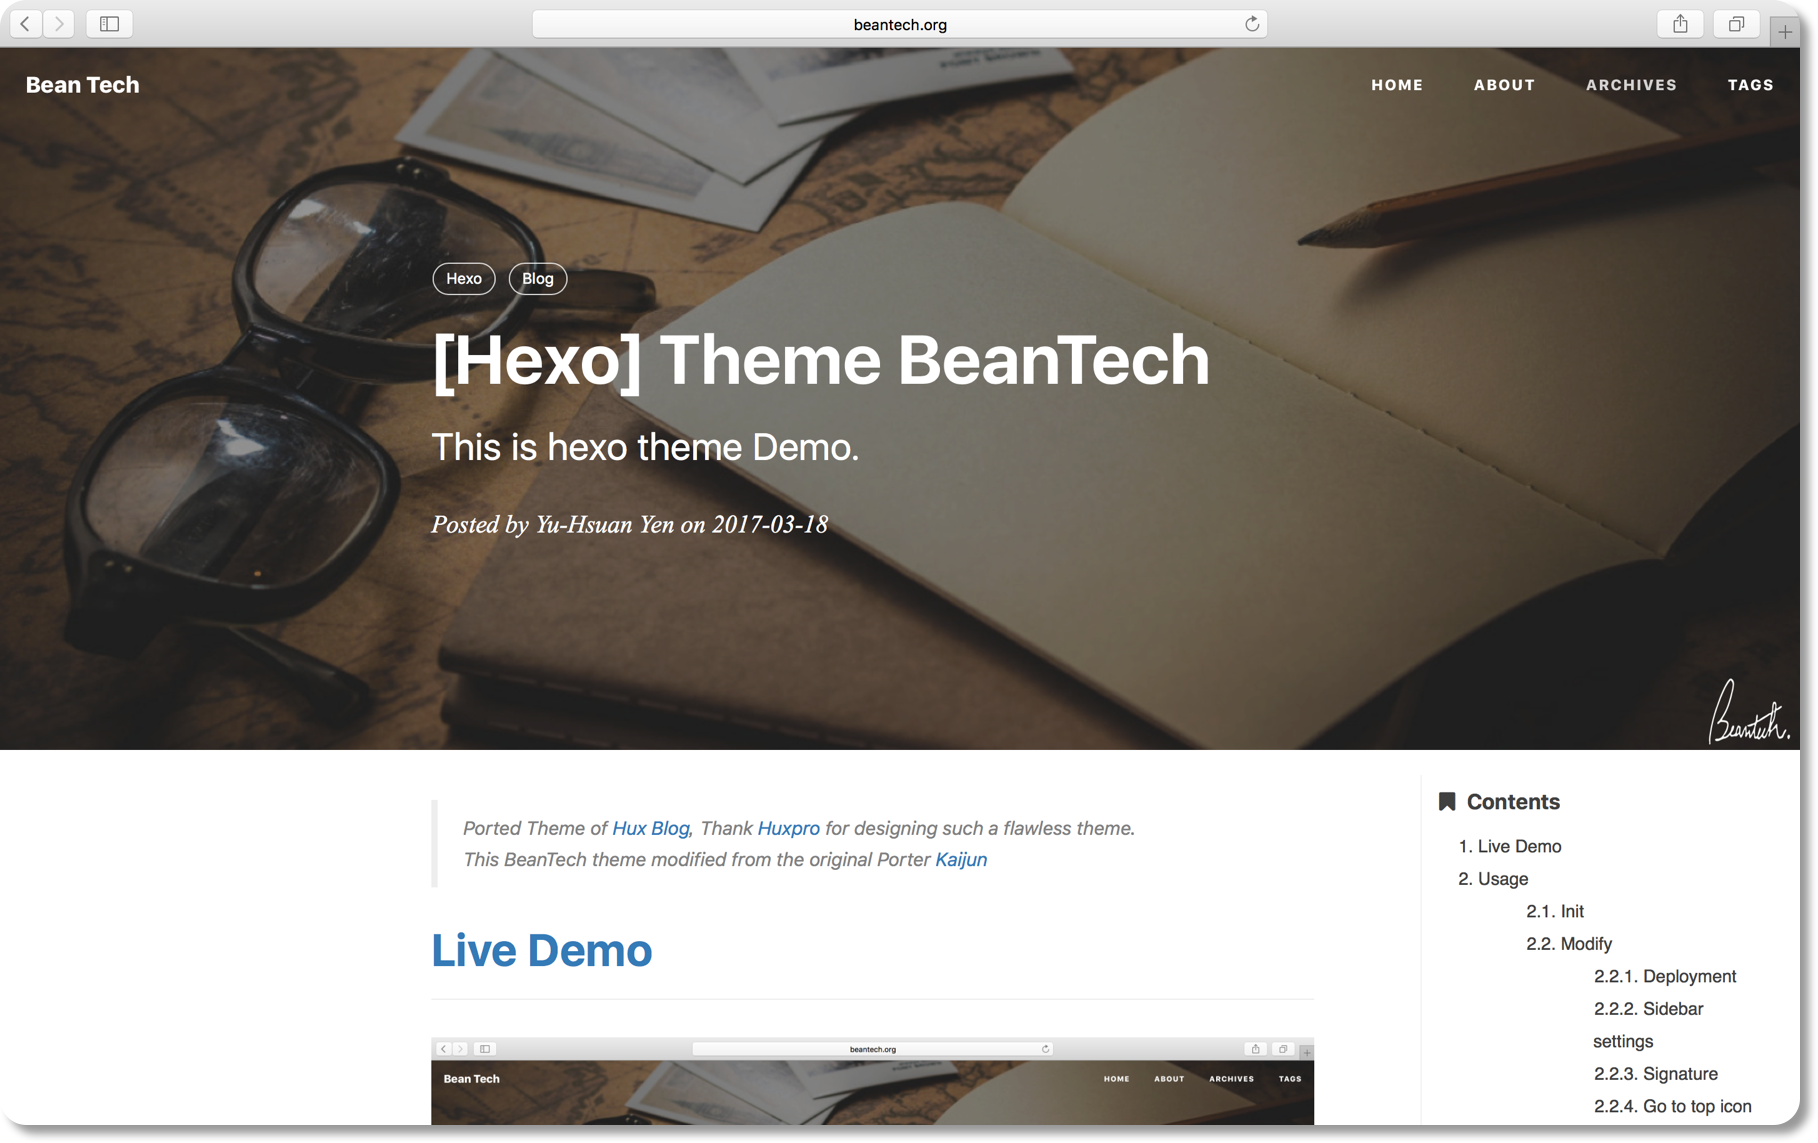 beantech.org
Bean Tech
HOME ABOUT ARCHIVES TAGS
Hexo Blog
[Hexo] Theme BeanTech
This is hexo theme Demo.
Posted by Yu-Hsuan Yen on 2017-03-18
Beantech.
Ported Theme of Hux Blog, Thank Huxpro for designing such a flawless theme.
This BeanTech theme modified from the original Porter Kaijun
Live Demo
beantech.org
Bean Tech
HOME ABOUT ARCHIVES TAGS
Contents
1. Live Demo
2. Usage
2.1. Init
2.2. Modify
2.2.1. Deployment
2.2.2. Sidebar
settings
2.2.3. Signature
2.2.4. Go to top icon